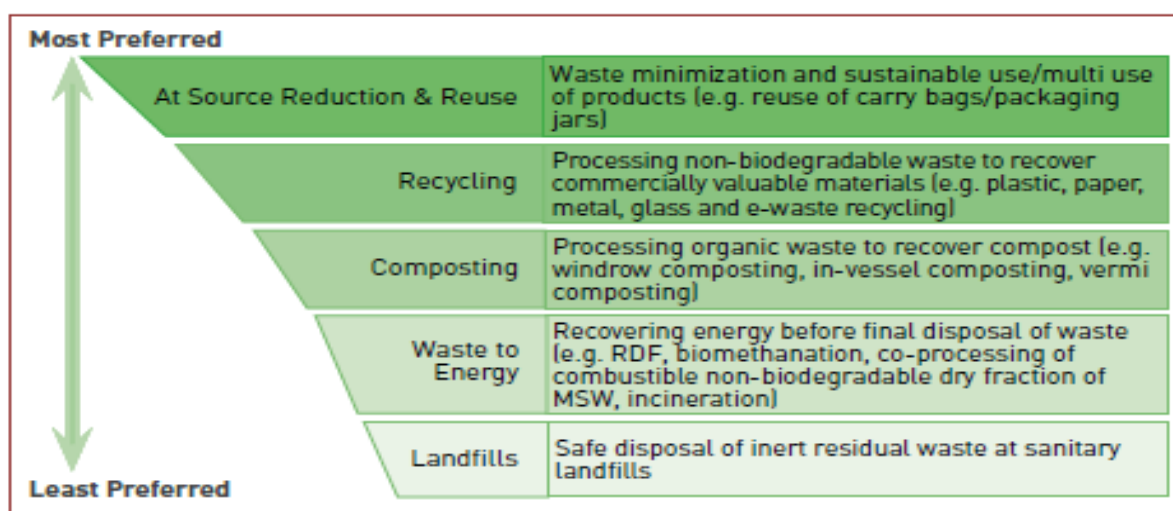 Most Preferred
At Source Reduction & Reuse
Waste minimization and sustainable use/multi use
of products (e.g. reuse of carry bags/packaging
jars)
Recycling
Processing non-biodegradable waste to recover
commercially valuable materials (e.g. plastic, paper,
metal, glass and e-waste recycling)
Composting
Processing organic waste to recover compost (e.g.
windrow composting, in-vessel composting, vermi
composting)
Waste to
Energy
Recovering energy before final disposal of waste
(e.g. RDF, biomethanation, co-processing of
combustible non-biodegradable dry fraction of
MSW, incineration)
Landfills
Safe disposal of inert residual waste at sanitary
landfills
Least Preferred